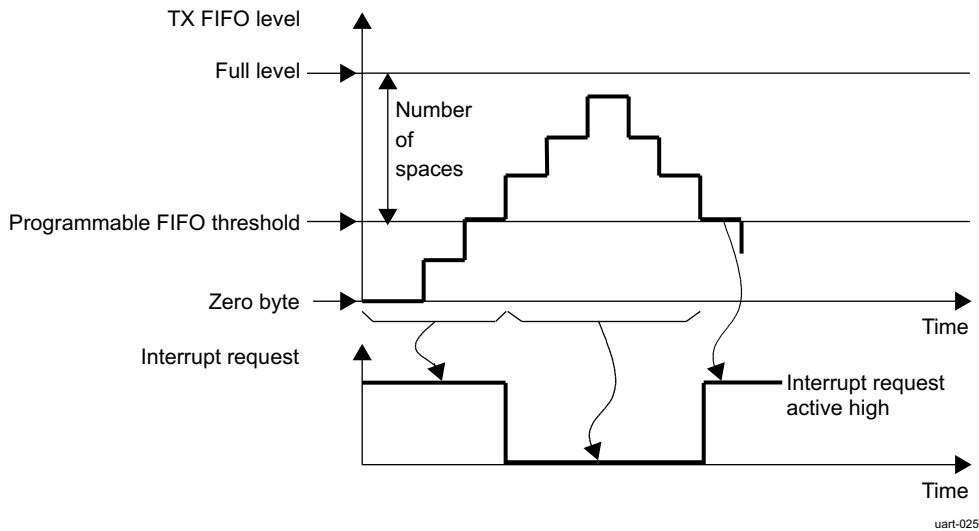 TX FIFO level
Full level
Number
of
spaces
Programmable FIFO threshold
Zero byte
Time
Interrupt request
Interrupt request
active high
Time
uart-025